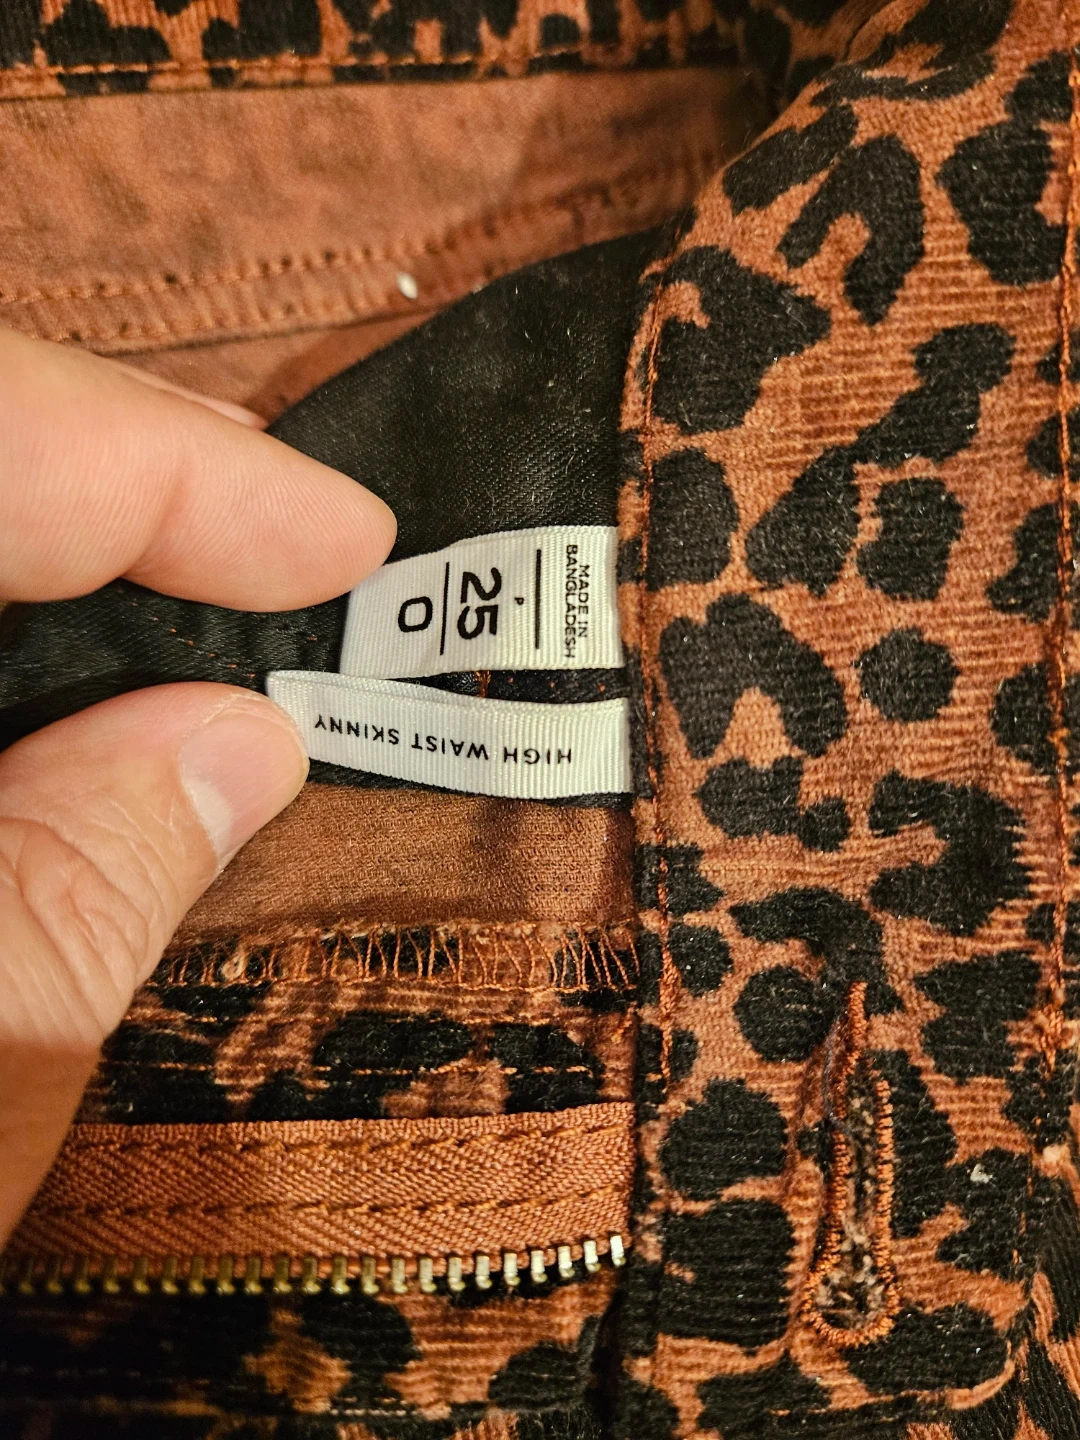 MADE IN
BANGLADESH
P
25
0
HIGH WAIST SKINNY